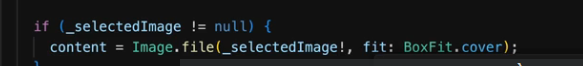 if (_selectedImage != null) {
content = Image.file(_selectedImage!, fit: BoxFit.cover);